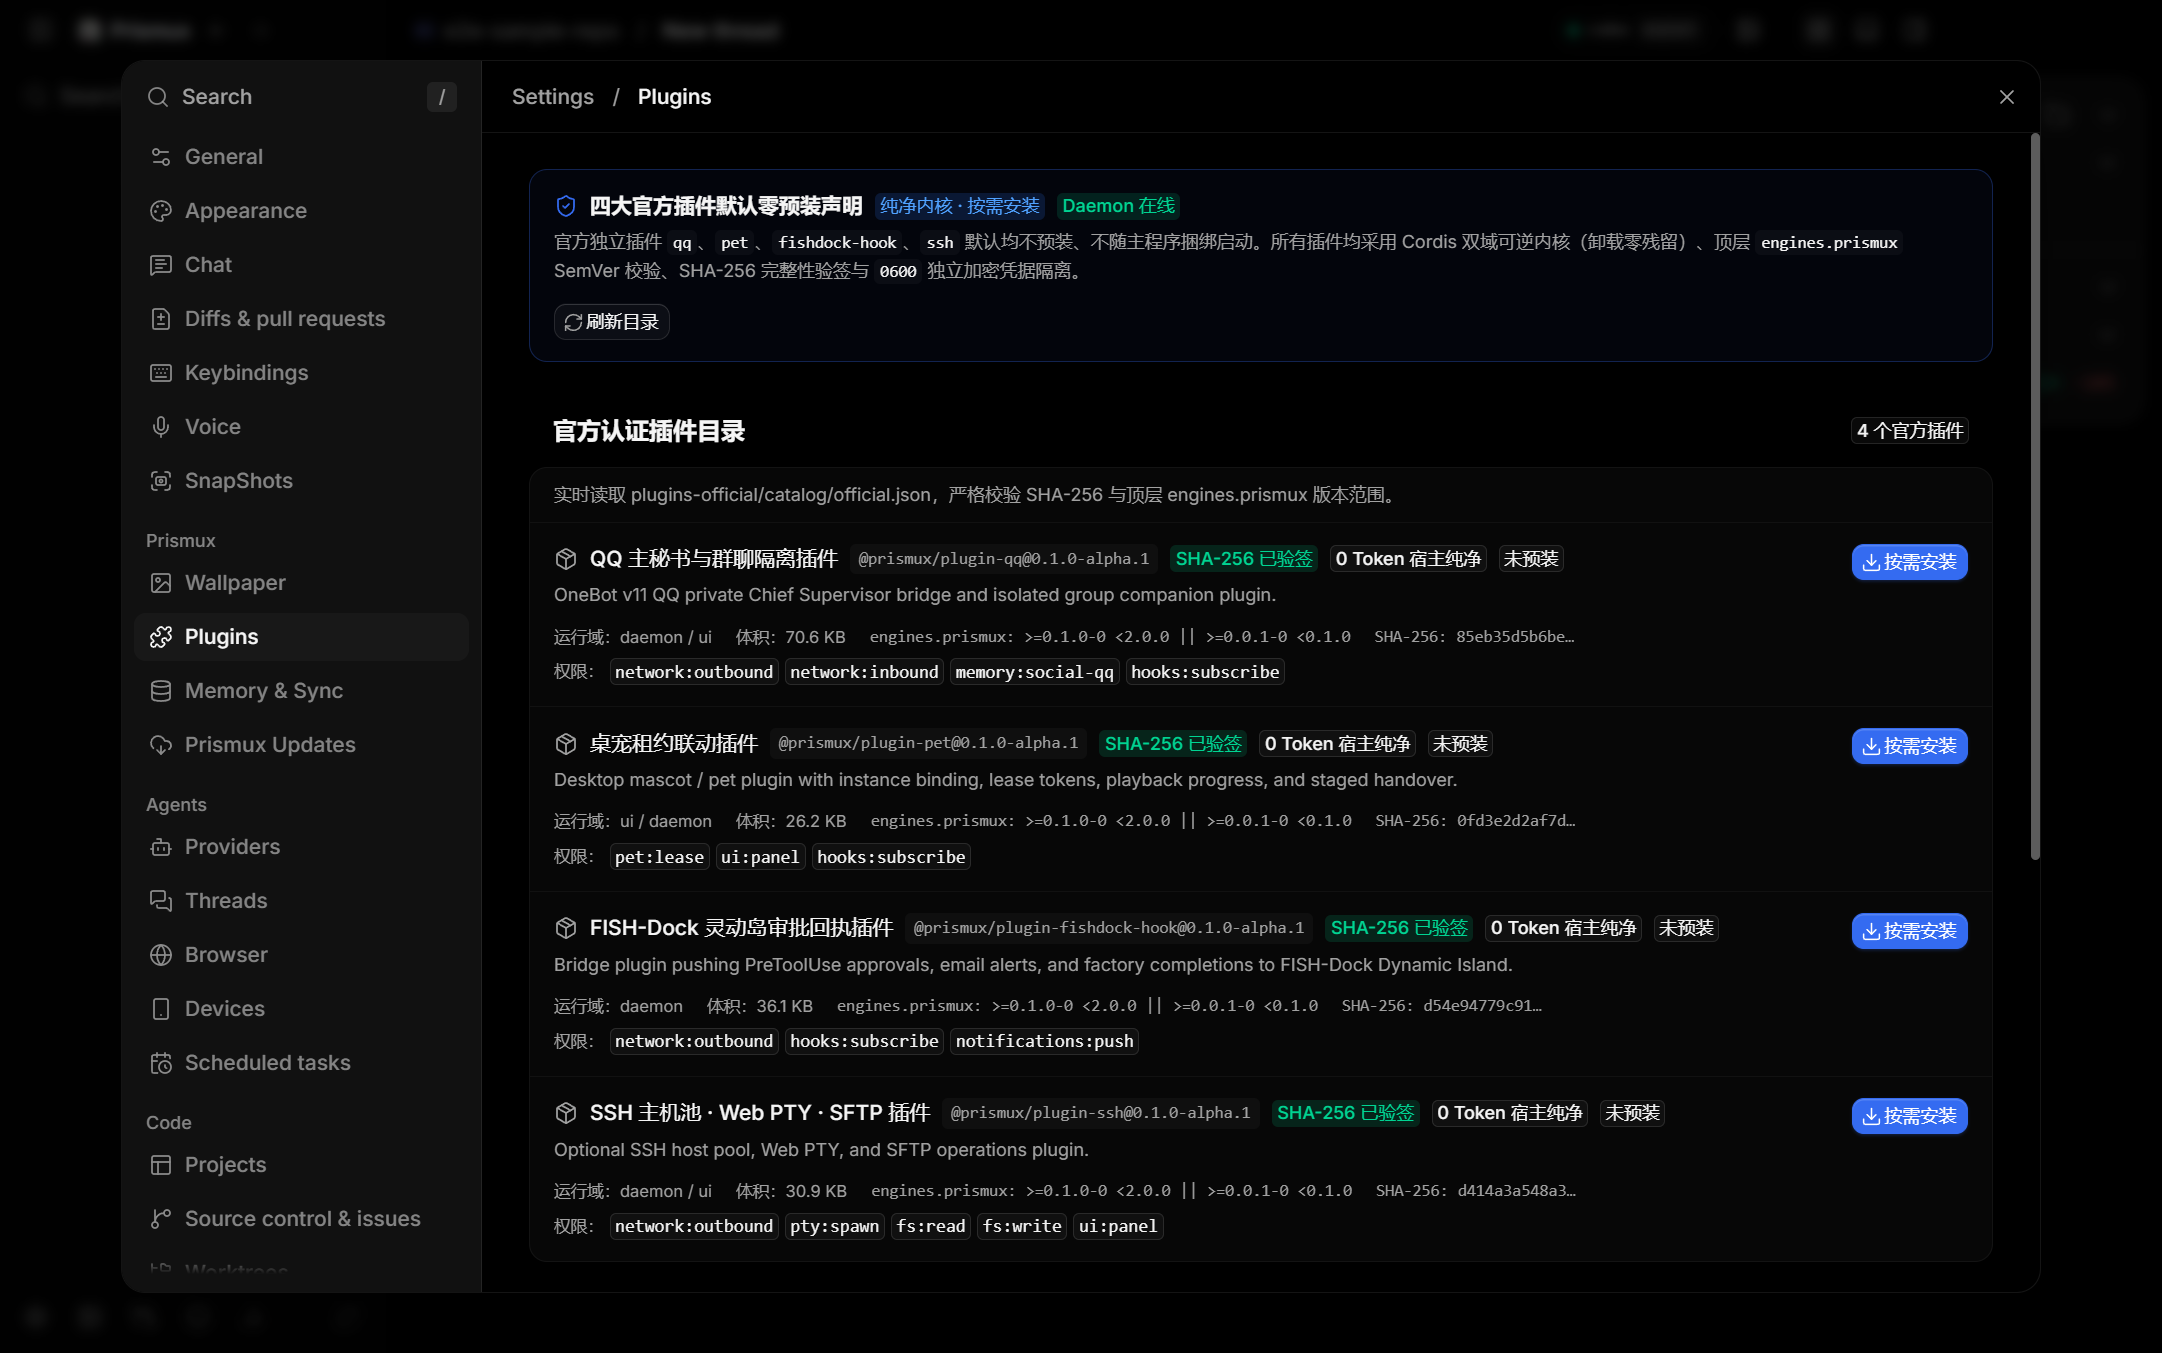 Search
/
General
Appearance
Chat
Diffs & pull requests
Keybindings
Voice
SnapShots
Prismux
Wallpaper
Plugins
Memory & Sync
Prismux Updates
Agents
Providers
Threads
Browser
Devices
Scheduled tasks
Code
Projects
Source control & issues
Worktrees
Settings / Plugins
四大官方插件默认零预装声明 纯净内核 · 按需安装 Daemon 在线
官方独立插件 qq 、 pet 、 fishdock-hook 、 ssh 默认均不预装、不随主程序捆绑启动。所有插件均采用 Cordis 双域可逆内核（卸载零残留）、顶层 engines.prismux
SemVer 校验、SHA-256 完整性验签与 0600 独立加密凭据隔离。
刷新目录
官方认证插件目录
4 个官方插件
实时读取 plugins-official/catalog/official.json，严格校验 SHA-256 与顶层 engines.prismux 版本范围。
QQ 主秘书与群聊隔离插件 @prismux/plugin-qq@0.1.0-alpha.1 SHA-256 已验签 0 Token 宿主纯净 未预装
按需安装
OneBot v11 QQ private Chief Supervisor bridge and isolated group companion plugin.
运行域：daemon / ui 体积：70.6 KB engines.prismux: >=0.1.0-0 <2.0.0 || >=0.0.1-0 <0.1.0 SHA-256: 85eb35d5b6be…
权限： network:outbound network:inbound memory:social-qq hooks:subscribe
桌宠租约联动插件 @prismux/plugin-pet@0.1.0-alpha.1 SHA-256 已验签 0 Token 宿主纯净 未预装
按需安装
Desktop mascot / pet plugin with instance binding, lease tokens, playback progress, and staged handover.
运行域：ui / daemon 体积：26.2 KB engines.prismux: >=0.1.0-0 <2.0.0 || >=0.0.1-0 <0.1.0 SHA-256: 0fd3e2d2af7d…
权限： pet:lease ui:panel hooks:subscribe
FISH-Dock 灵动岛审批回执插件 @prismux/plugin-fishdock-hook@0.1.0-alpha.1 SHA-256 已验签 0 Token 宿主纯净 未预装
按需安装
Bridge plugin pushing PreToolUse approvals, email alerts, and factory completions to FISH-Dock Dynamic Island.
运行域：daemon 体积：36.1 KB engines.prismux: >=0.1.0-0 <2.0.0 || >=0.0.1-0 <0.1.0 SHA-256: d54e94779c91…
权限： network:outbound hooks:subscribe notifications:push
SSH 主机池 · Web PTY · SFTP 插件 @prismux/plugin-ssh@0.1.0-alpha.1 SHA-256 已验签 0 Token 宿主纯净 未预装
按需安装
Optional SSH host pool, Web PTY, and SFTP operations plugin.
运行域：daemon / ui 体积：30.9 KB engines.prismux: >=0.1.0-0 <2.0.0 || >=0.0.1-0 <0.1.0 SHA-256: d414a3a548a3…
权限： network:outbound pty:spawn fs:read fs:write ui:panel